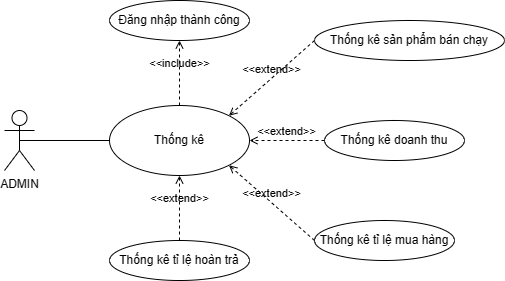 Đăng nhập thành công
Thống kê sản phẩm bán chạy
<<include>>
<<extend>>
Thống kê
<<extend>>
Thống kê doanh thu
ADMIN
<<extend>>
<<extend>>
Thống kê tỉ lệ mua hàng
Thống kê tỉ lệ hoàn trả